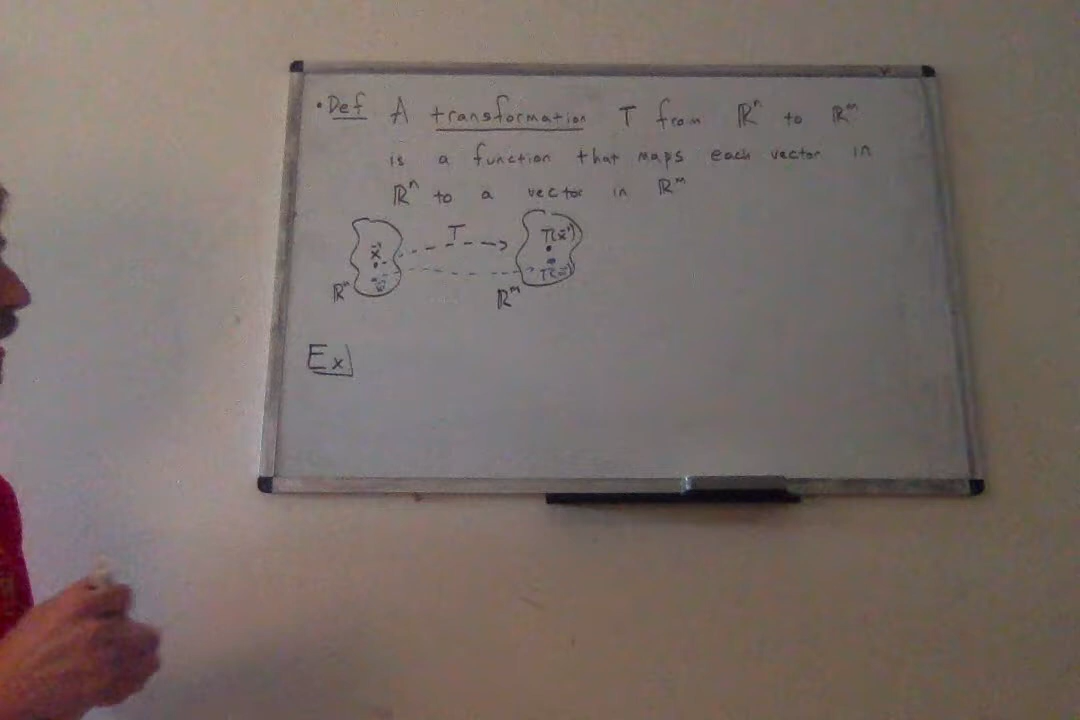 • Def A transformation T from ℝⁿ to ℝᵐ
is a function that maps each vector in
ℝⁿ to a vector in ℝᵐ
T
x⃗
T(x⃗)
ℝⁿ
ℝᵐ
Ex